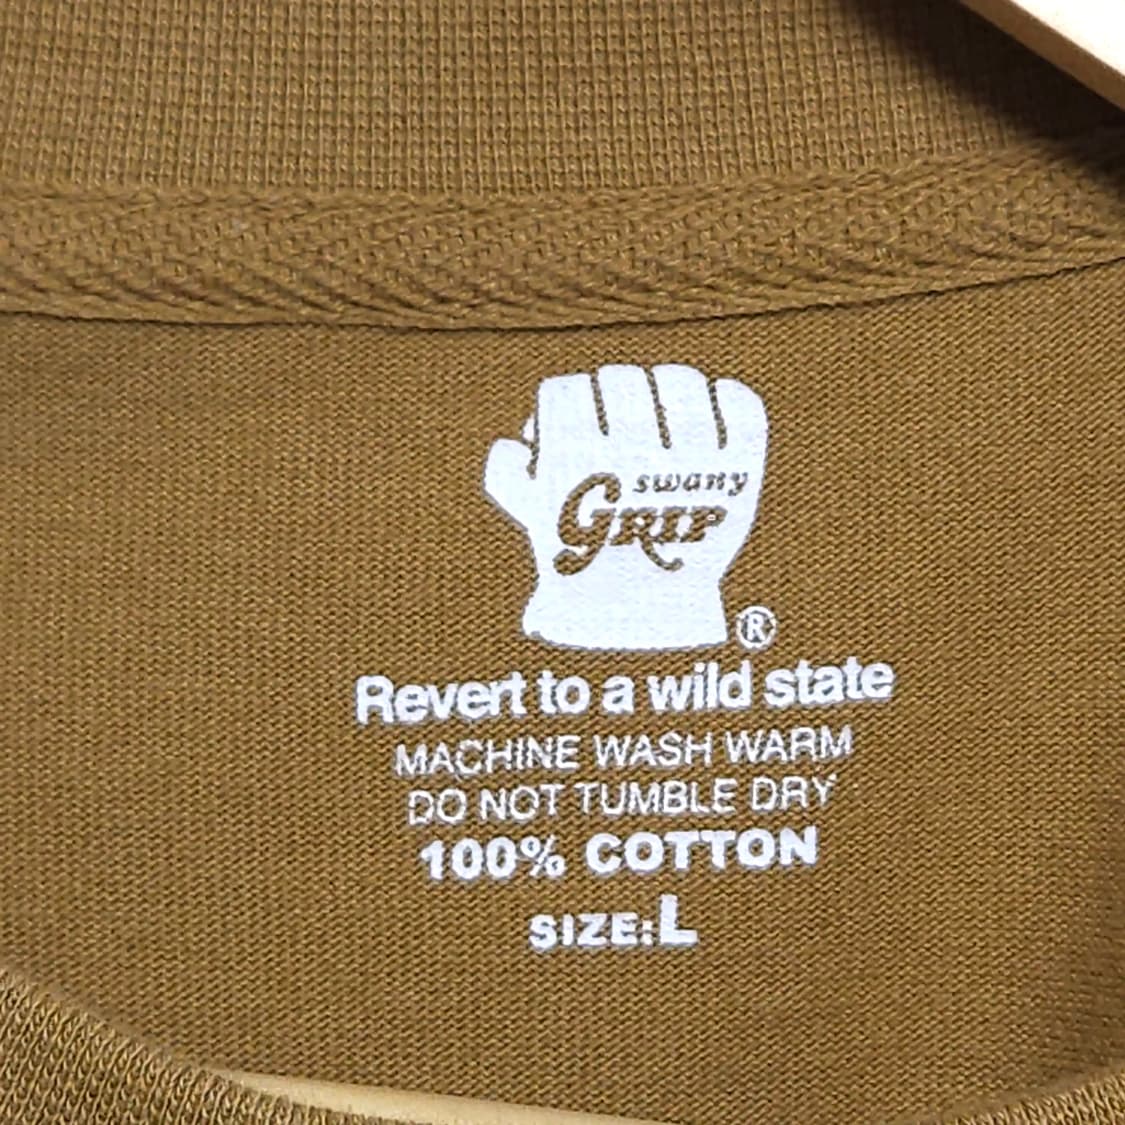 swany
GRIP
®
Revert to a wild state
MACHINE WASH WARM
DO NOT TUMBLE DRY
100% COTTON
SIZE:L